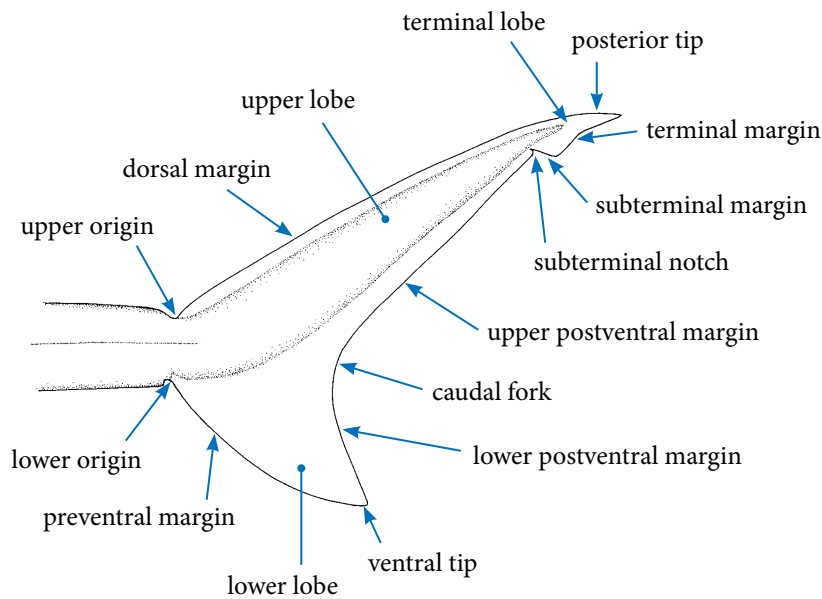 terminal lobe
posterior tip
upper lobe
terminal margin
dorsal margin
subterminal margin
upper origin
subterminal notch
upper postventral margin
caudal fork
lower origin
lower postventral margin
preventral margin
ventral tip
lower lobe